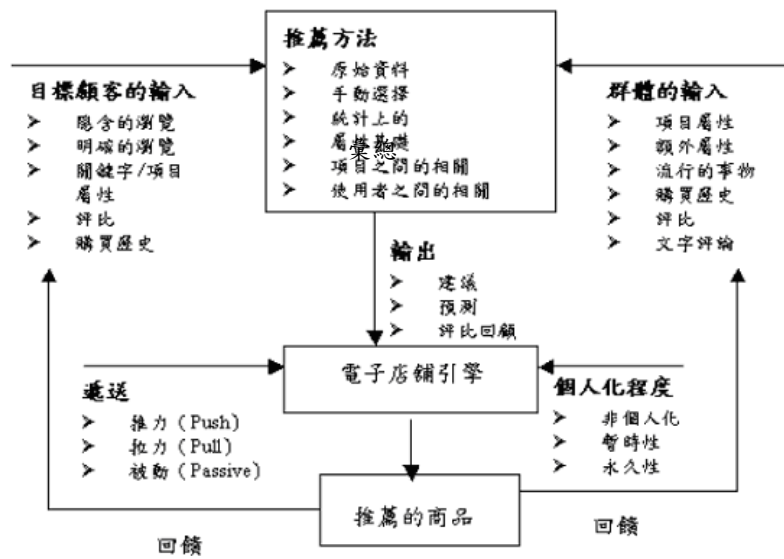 推薦方法
原始資料
手動選擇
統計上的
屬性基礎
彙總
項目之間的相關
使用者之間的相關
目標顧客的輸入
隱含的瀏覽
明確的瀏覽
關鍵字/項目
屬性
評比
購買歷史
群體的輸入
項目屬性
額外屬性
流行的事物
購買歷史
評比
文字評論
輸出
建議
預測
評比回顧
電子店舖引擎
遞送
推力（Push）
拉力（Pull）
被動（Passive）
個人化程度
非個人化
暫時性
永久性
推薦的商品
回饋
回饋